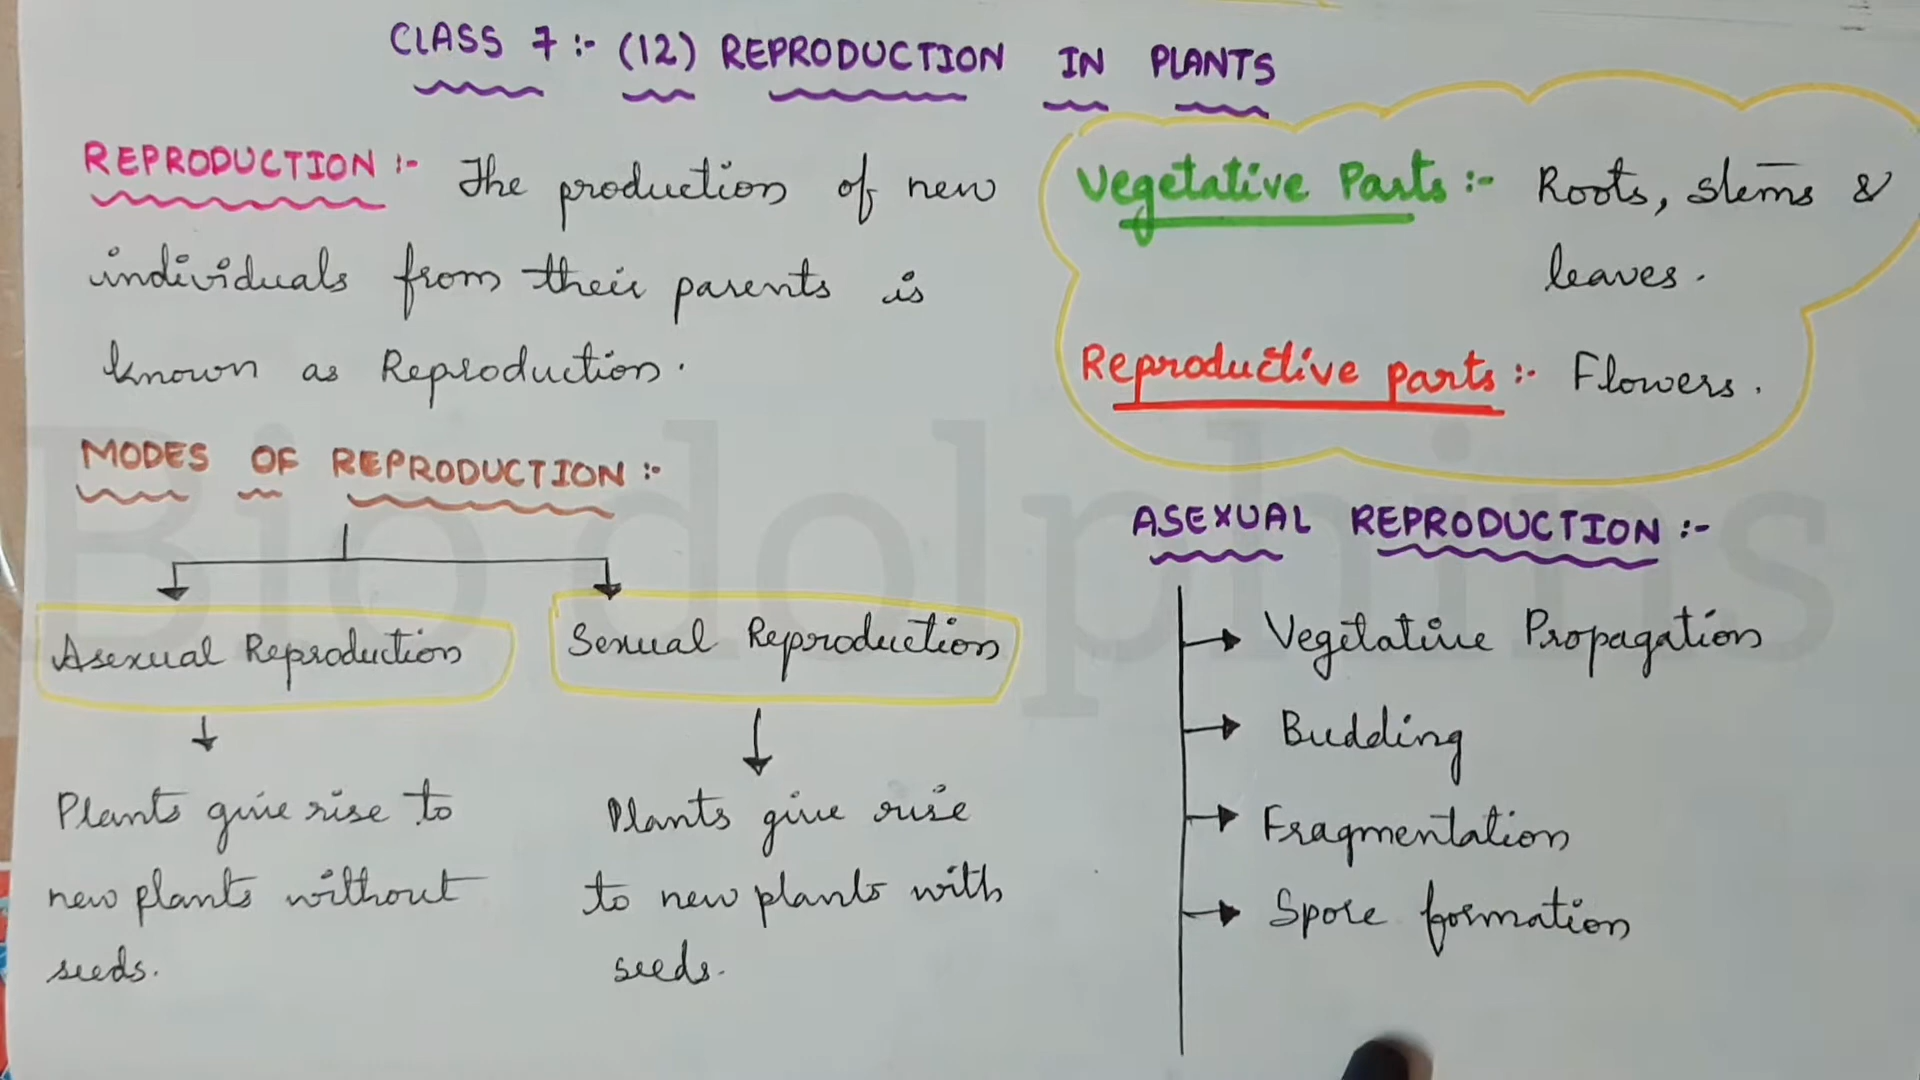 CLASS 7 :- (12) REPRODUCTION IN PLANTS
REPRODUCTION :- The production of new
individuals from their parents is
known as Reproduction.
Vegetative Parts :- Roots, stems &
leaves.
Reproductive parts :- Flowers.
MODES OF REPRODUCTION :-
Asexual Reproduction
Plants give rise to
new plants without
seeds.
Sexual Reproduction
Plants give rise
to new plants with
seeds.
ASEXUAL REPRODUCTION :-
Vegetative Propagation
Budding
Fragmentation
Spore formation
Bio dolphins